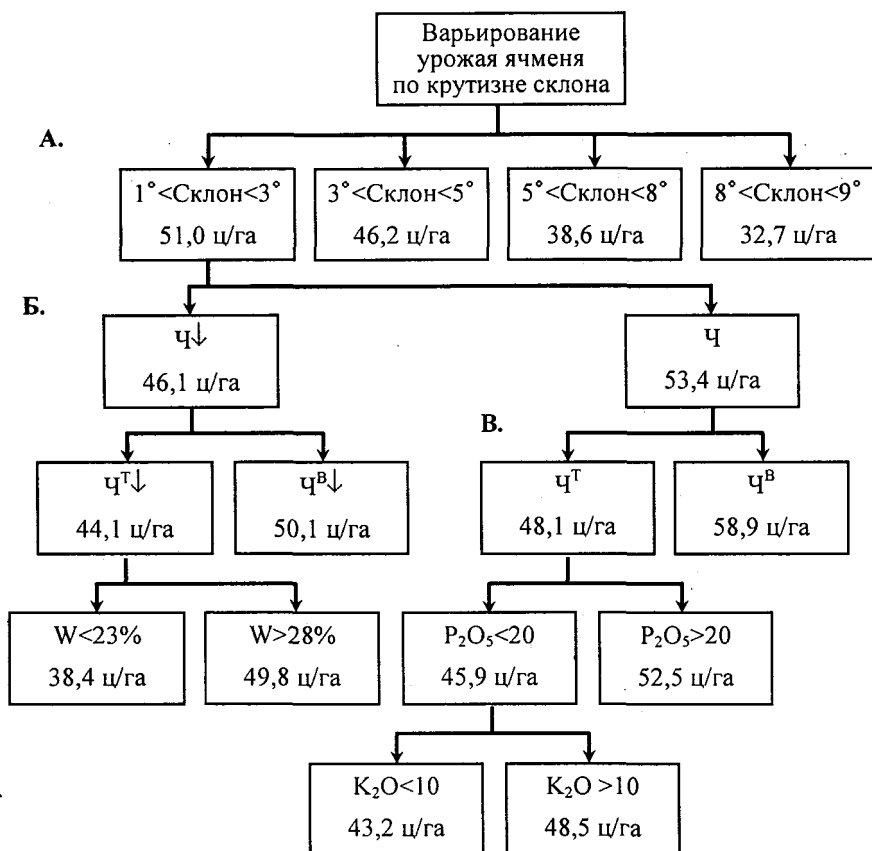 Варьирование
урожая ячменя
по крутизне склона
А.
1°<Склон<3°
51,0 ц/га
3°<Склон<5°
46,2 ц/га
5°<Склон<8°
38,6 ц/га
8°<Склон<9°
32,7 ц/га
Б.
Ч↓
46,1 ц/га
Ч
53,4 ц/га
В.
Чᵀ↓
44,1 ц/га
Чᴮ↓
50,1 ц/га
Чᵀ
48,1 ц/га
Чᴮ
58,9 ц/га
W<23%
38,4 ц/га
W>28%
49,8 ц/га
P₂O₅<20
45,9 ц/га
P₂O₅>20
52,5 ц/га
K₂O<10
43,2 ц/га
K₂O >10
48,5 ц/га